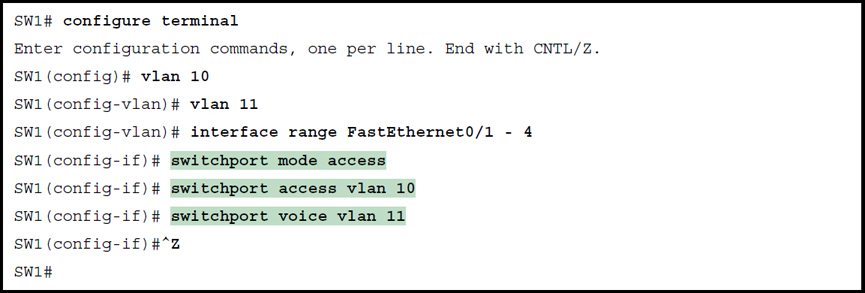 SW1# configure terminal
Enter configuration commands, one per line. End with CNTL/Z.
SW1(config)# vlan 10
SW1(config-vlan)# vlan 11
SW1(config-vlan)# interface range FastEthernet0/1 - 4
SW1(config-if)# switchport mode access
SW1(config-if)# switchport access vlan 10
SW1(config-if)# switchport voice vlan 11
SW1(config-if)#^Z
SW1#